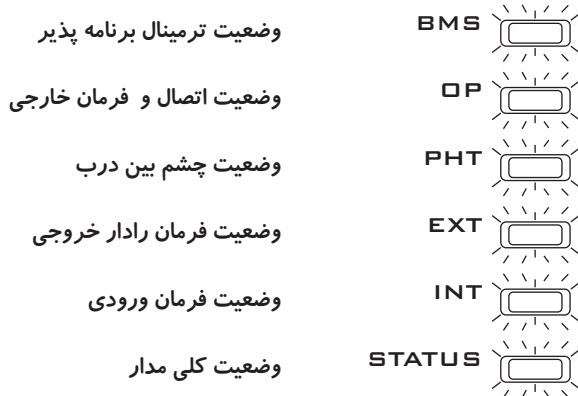 BMS وضعیت ترمینال برنامه پذیر
OP وضعیت اتصال و فرمان خارجی
PHT وضعیت چشم بین درب
EXT وضعیت فرمان رادار خروجی
INT وضعیت فرمان ورودی
STATUS وضعیت کلی مدار